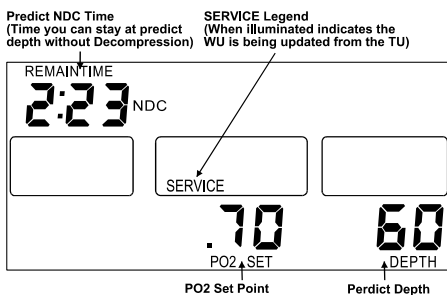 Predict NDC Time
(Time you can stay at predict
depth without Decompression)
SERVICE Legend
(When illuminated indicates the
WU is being updated from the TU)
REMAINTIME
2:23 NDC
SERVICE
.70
60
PO2 SET
DEPTH
PO2 Set Point
Perdict Depth